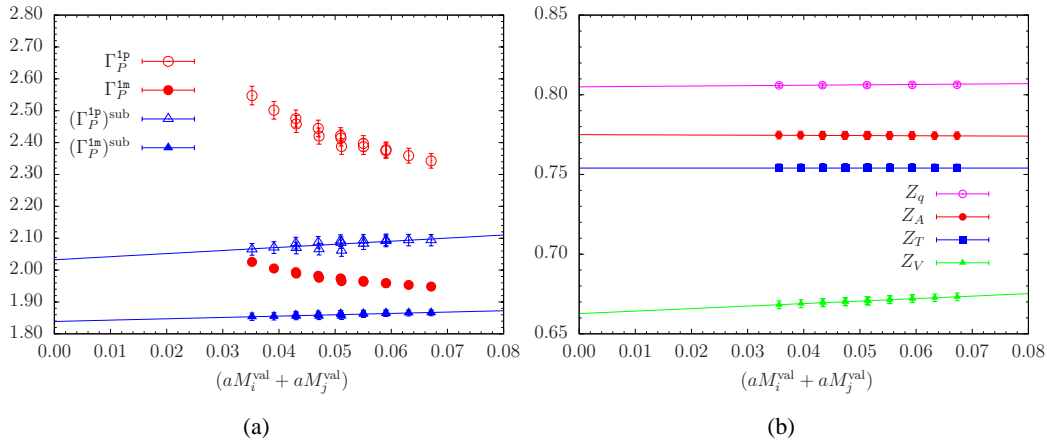 2.80
2.70
2.60
2.50
2.40
2.30
2.20
2.10
2.00
1.90
1.80
0.00 0.01 0.02 0.03 0.04 0.05 0.06 0.07 0.08
Γ_P^{1p}
Γ_P^{1m}
(Γ_P^{1p})^{sub}
(Γ_P^{1m})^{sub}
(aM_i^{val} + aM_j^{val})
(a)
0.85
0.80
0.75
0.70
0.65
0.00 0.01 0.02 0.03 0.04 0.05 0.06 0.07 0.08
Z_q
Z_A
Z_T
Z_V
(aM_i^{val} + aM_j^{val})
(b)